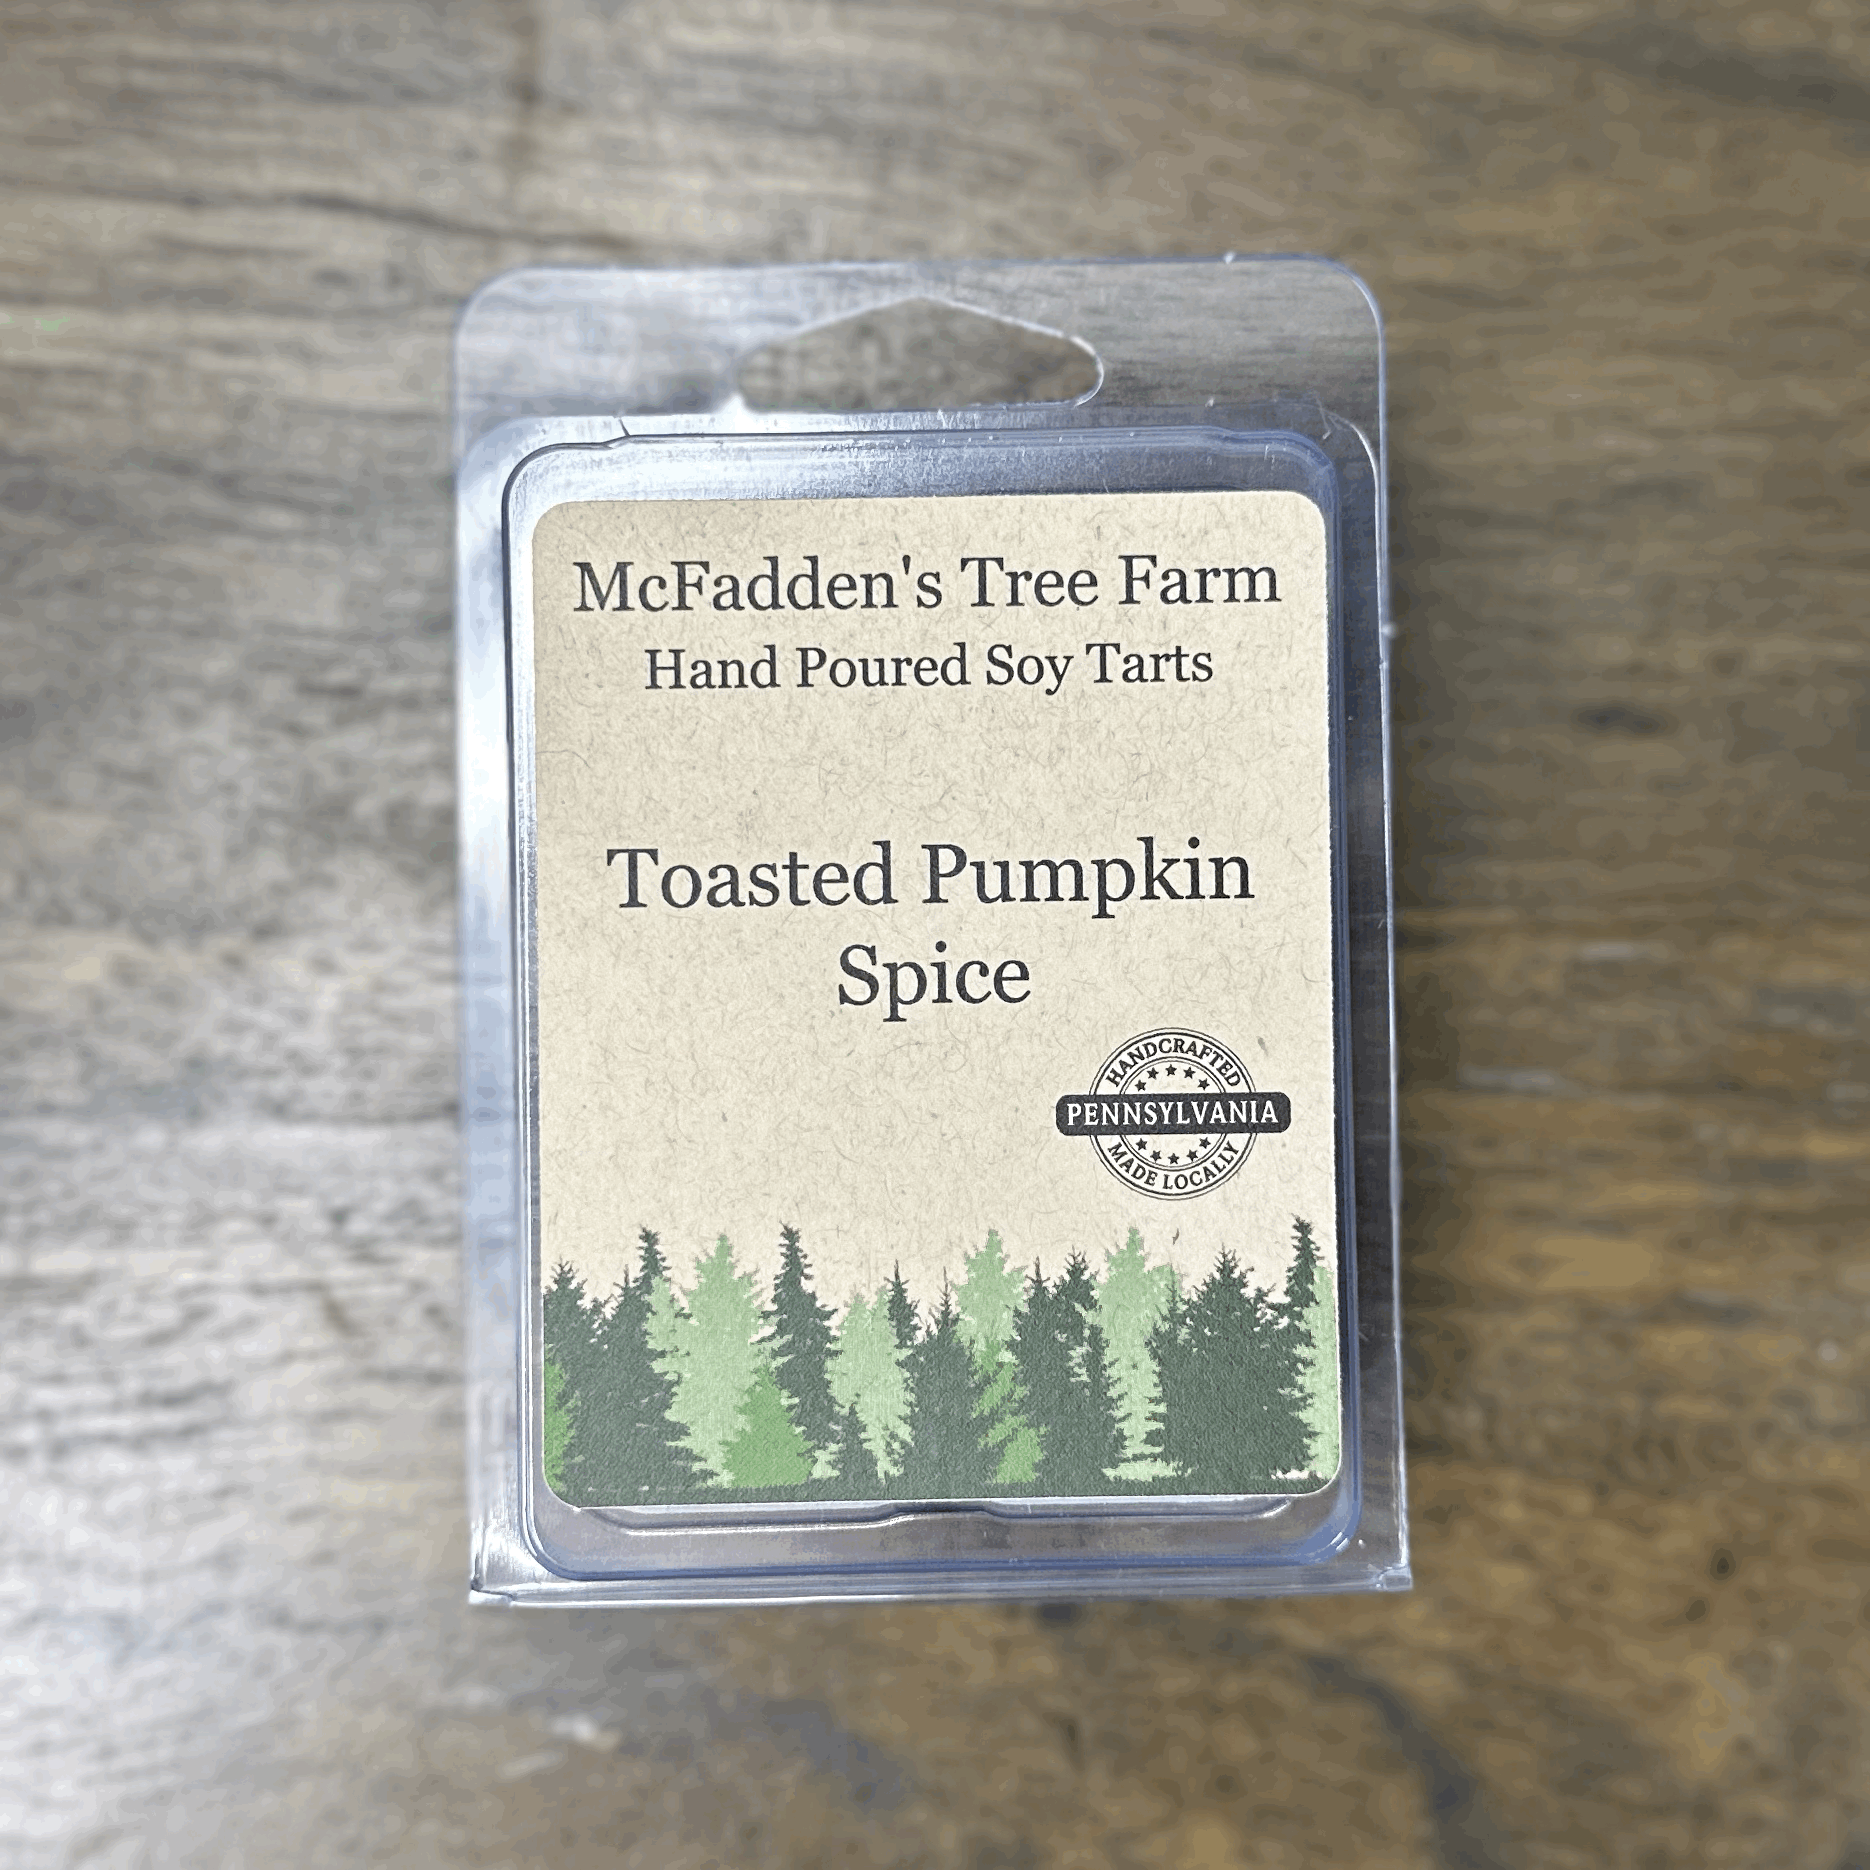 McFadden's Tree Farm
Hand Poured Soy Tarts
Toasted Pumpkin
Spice
HANDCRAFTED
PENNSYLVANIA
MADE LOCALLY